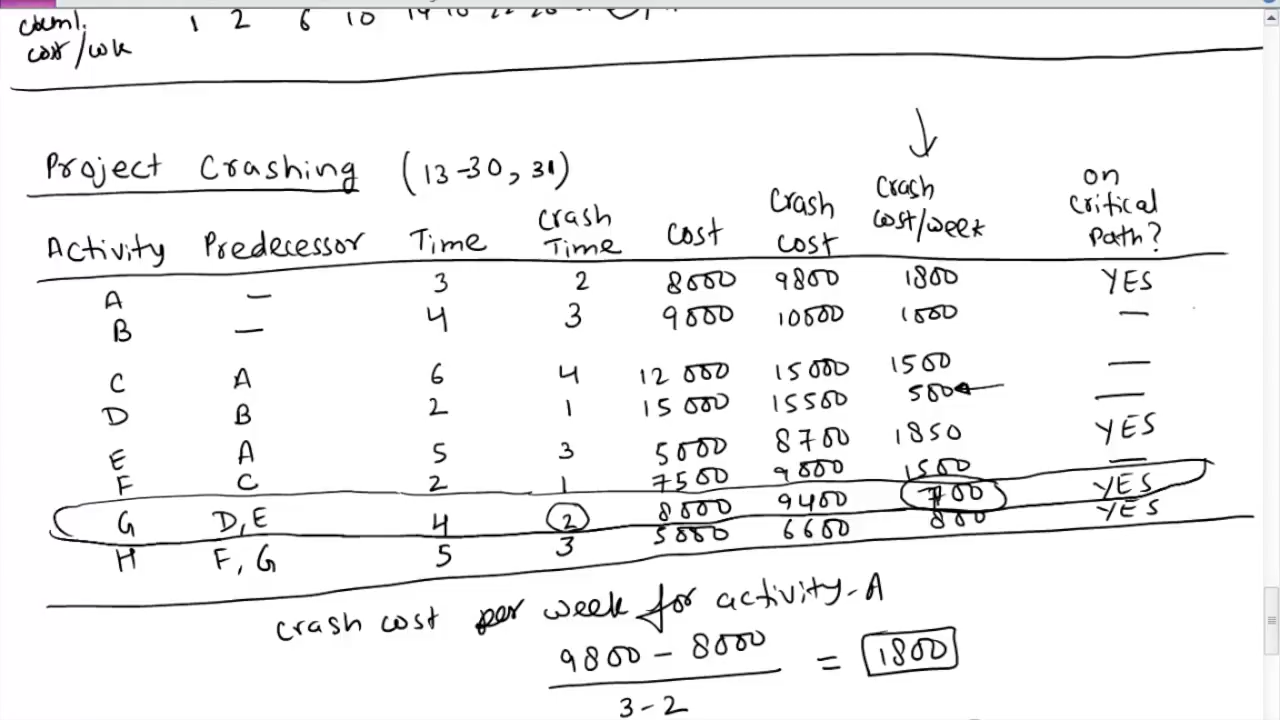 cuml. 1 2 6 10
cost/wk
Project Crashing (13-30, 31)
Activity Predecessor Time Crash Time Cost Crash cost Crash cost/week on critical Path?
A — 3 2 8000 9800 1800 YES
B — 4 3 9000 10000 1000 —
C A 6 4 12000 15000 1500 —
D B 2 1 15000 15500 500 —
E A 5 3 5000 8700 1850 YES
F C 2 1 7500 9000 1500 —
G D, E 4 2 8000 9400 700 YES
H F, G 5 3 5000 6600 800 YES
Crash cost per week for activity-A
9800 - 8000 = 1800
3-2